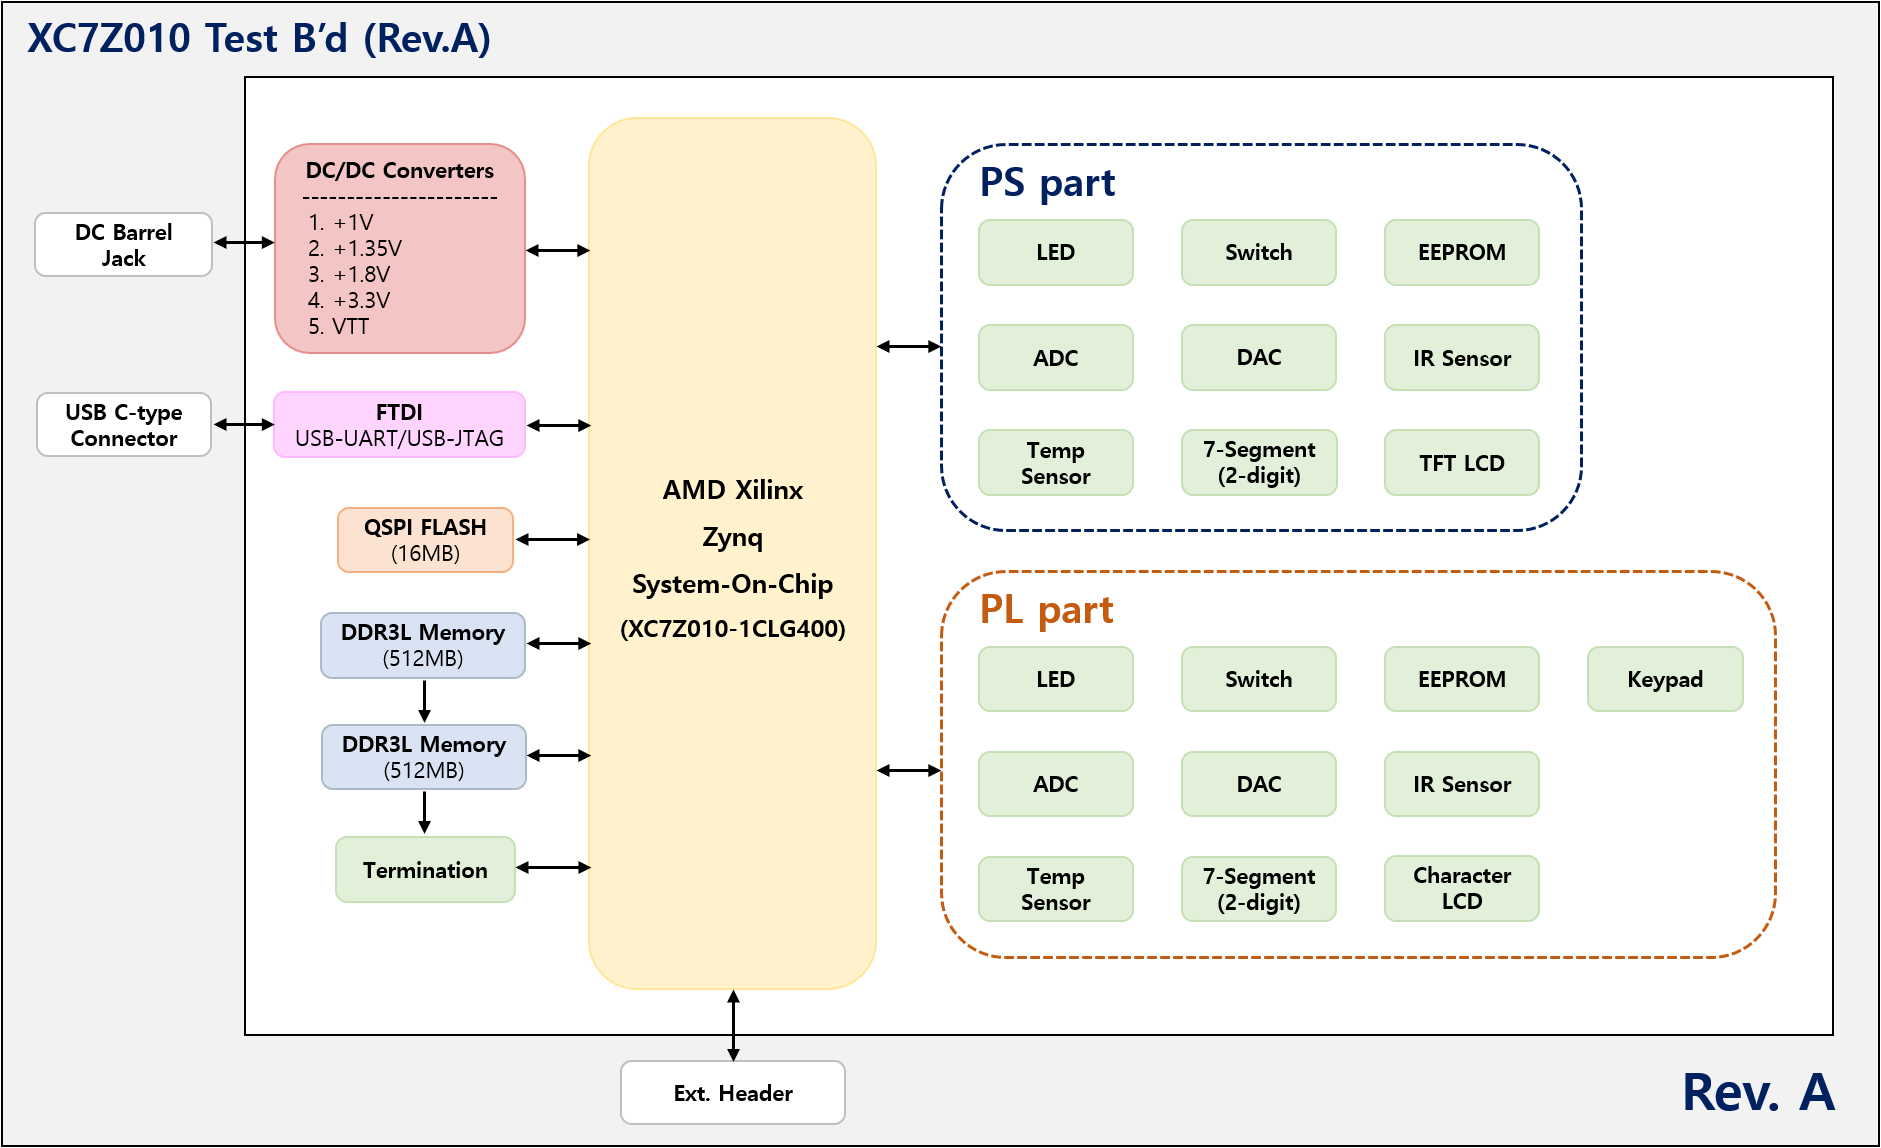 XC7Z010 Test B’d (Rev.A)
DC/DC Converters
----------------------
1. +1V
2. +1.35V
3. +1.8V
4. +3.3V
5. VTT
DC Barrel
Jack
USB C-type
Connector
FTDI
USB-UART/USB-JTAG
QSPI FLASH
(16MB)
DDR3L Memory
(512MB)
DDR3L Memory
(512MB)
Termination
AMD Xilinx
Zynq
System-On-Chip
(XC7Z010-1CLG400)
PS part
LED
Switch
EEPROM
ADC
DAC
IR Sensor
Temp
Sensor
7-Segment
(2-digit)
TFT LCD
PL part
LED
Switch
EEPROM
Keypad
ADC
DAC
IR Sensor
Temp
Sensor
7-Segment
(2-digit)
Character
LCD
Ext. Header
Rev. A